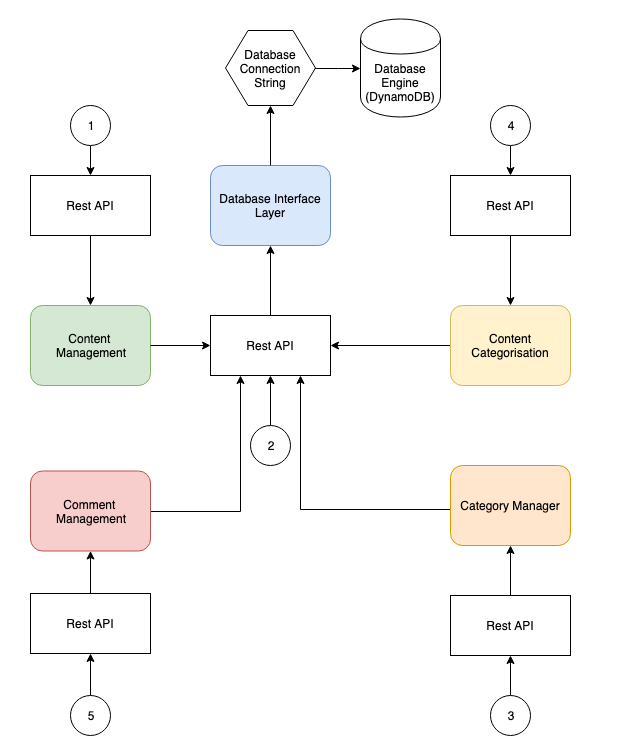 Database
Connection
String
Database
Engine
(DynamoDB)
1
4
Rest API
Database Interface
Layer
Rest API
Content
Management
Rest API
Content
Categorisation
2
Comment
Management
Category Manager
Rest API
Rest API
5
3